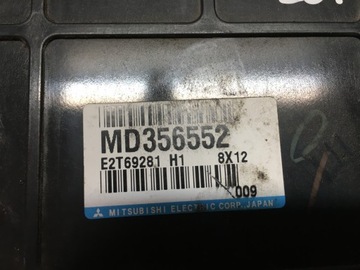 MD356552
E2T69281 H1 8X12
009
MITSUBISHI ELECTRIC CORP., JAPAN